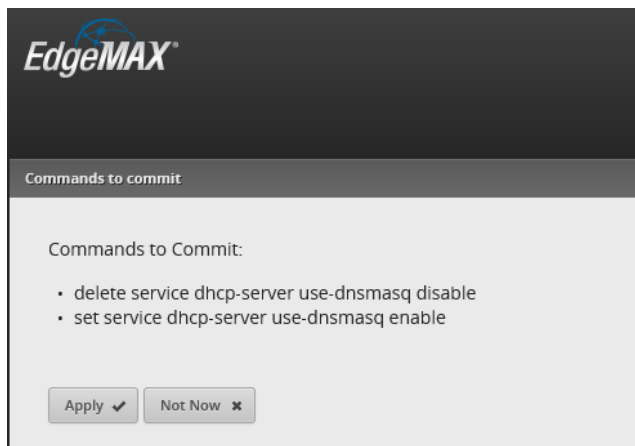 EdgeMAX®
Commands to commit
Commands to Commit:
• delete service dhcp-server use-dnsmasq disable
• set service dhcp-server use-dnsmasq enable
Apply ✔ Not Now ✖